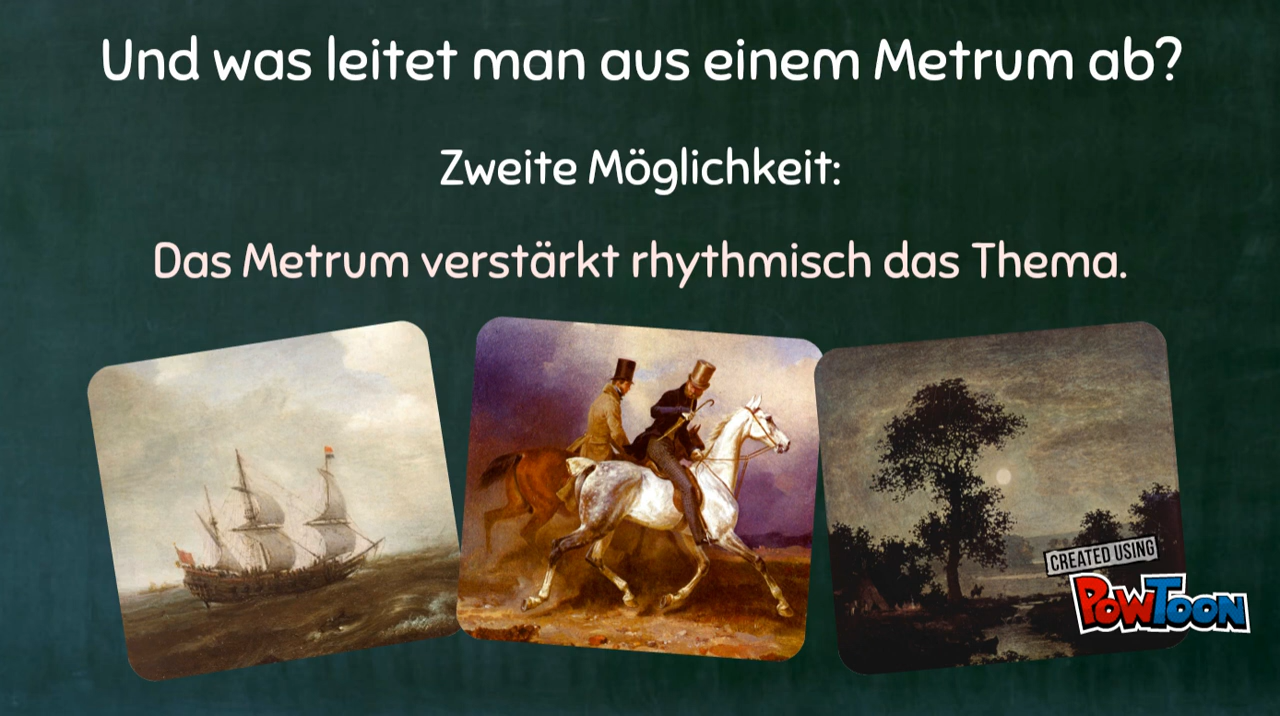 Und was leitet man aus einem Metrum ab?
Zweite Möglichkeit:
Das Metrum verstärkt rhythmisch das Thema.
CREATED USING
PowToon